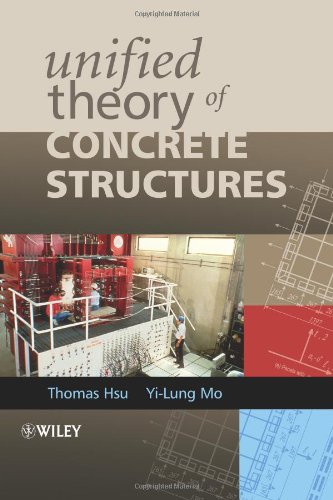 unified
theory of
CONCRETE
STRUCTURES
Thomas Hsu Yi-Lung Mo
WILEY